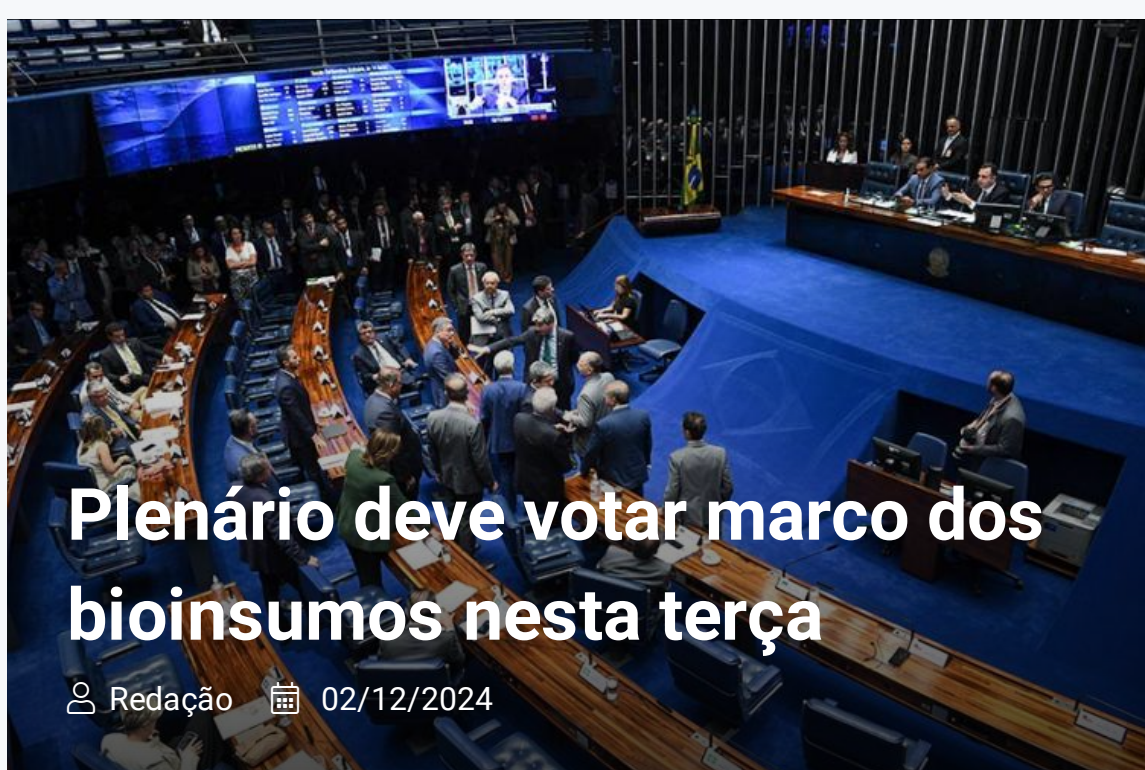 Plenário deve votar marco dos
bioinsumos nesta terça
Redação 02/12/2024